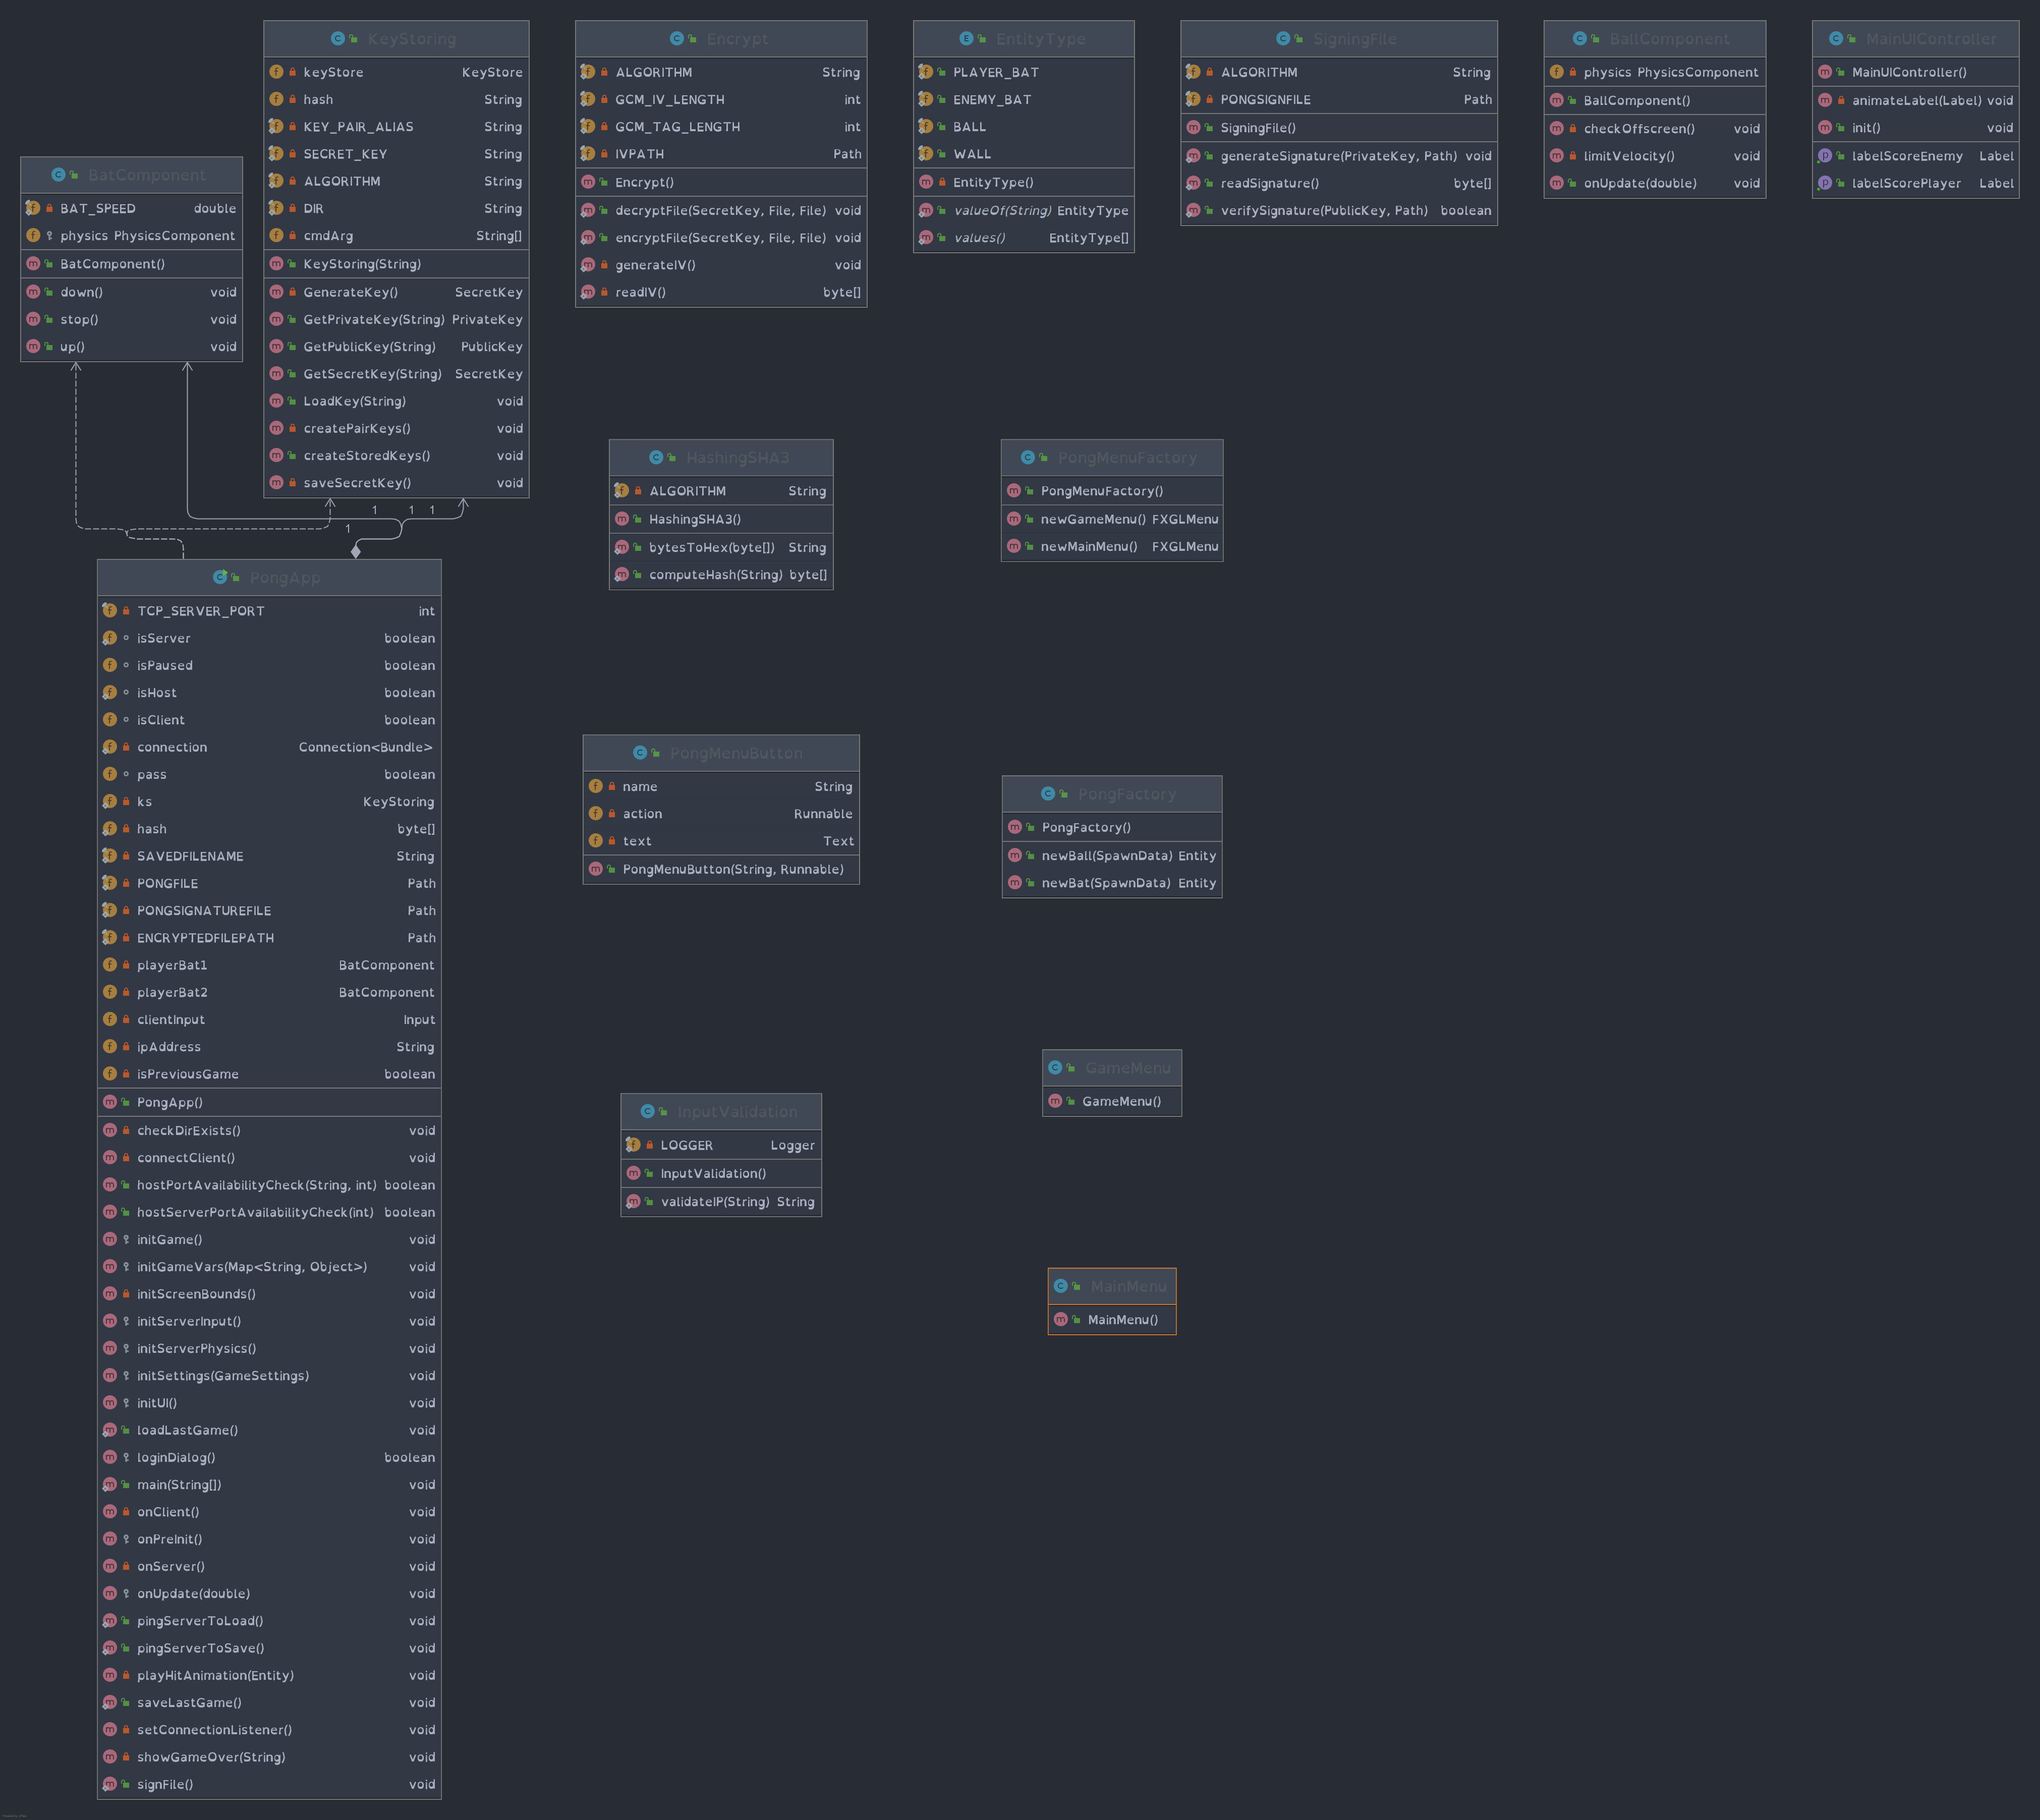 KeyStoring
keyStore KeyStore
hash String
KEY_PAIR_ALIAS String
SECRET_KEY String
ALGORITHM String
DIR String
cmdArg String[]
KeyStoring(String)
GenerateKey() SecretKey
GetPrivateKey(String) PrivateKey
GetPublicKey(String) PublicKey
GetSecretKey(String) SecretKey
LoadKey(String) void
createPairKeys() void
createStoredKeys() void
saveSecretKey() void
Encrypt
ALGORITHM String
GCM_IV_LENGTH int
GCM_TAG_LENGTH int
IVPATH Path
Encrypt()
decryptFile(SecretKey, File, File) void
encryptFile(SecretKey, File, File) void
generateIV() void
readIV() byte[]
EntityType
PLAYER_BAT
ENEMY_BAT
BALL
WALL
EntityType()
valueOf(String) EntityType
values() EntityType[]
SigningFile
ALGORITHM String
PONGSIGNFILE Path
SigningFile()
generateSignature(PrivateKey, Path) void
readSignature() byte[]
verifySignature(PublicKey, Path) boolean
BallComponent
physics PhysicsComponent
BallComponent()
checkOffscreen() void
limitVelocity() void
onUpdate(double) void
MainUIController
MainUIController()
animateLabel(Label) void
init() void
labelScoreEnemy Label
labelScorePlayer Label
BatComponent
BAT_SPEED double
physics PhysicsComponent
BatComponent()
down() void
stop() void
up() void
1 1 1
1
HashingSHA3
ALGORITHM String
HashingSHA3()
bytesToHex(byte[]) String
computeHash(String) byte[]
PongMenuFactory
PongMenuFactory()
newGameMenu() FXGLMenu
newMainMenu() FXGLMenu
PongApp
TCP_SERVER_PORT int
isServer boolean
isPaused boolean
isHost boolean
isClient boolean
connection Connection<Bundle>
pass boolean
ks KeyStoring
hash byte[]
SAVEDFILENAME String
PONGFILE Path
PONGSIGNATUREFILE Path
ENCRYPTEDFILEPATH Path
playerBat1 BatComponent
playerBat2 BatComponent
clientInput Input
ipAddress String
isPreviousGame boolean
PongApp()
checkDirExists() void
connectClient() void
hostPortAvailabilityCheck(String, int) boolean
hostServerPortAvailabilityCheck(int) boolean
initGame() void
initGameVars(Map<String, Object>) void
initScreenBounds() void
initServerInput() void
initServerPhysics() void
initSettings(GameSettings) void
initUI() void
loadLastGame() void
loginDialog() boolean
main(String[]) void
onClient() void
onPreInit() void
onServer() void
onUpdate(double) void
pingServerToLoad() void
pingServerToSave() void
playHitAnimation(Entity) void
saveLastGame() void
setConnectionListener() void
showGameOver(String) void
signFile() void
PongMenuButton
name String
action Runnable
text Text
PongMenuButton(String, Runnable)
PongFactory
PongFactory()
newBall(SpawnData) Entity
newBat(SpawnData) Entity
InputValidation
LOGGER Logger
InputValidation()
validateIP(String) String
GameMenu
GameMenu()
MainMenu
MainMenu()